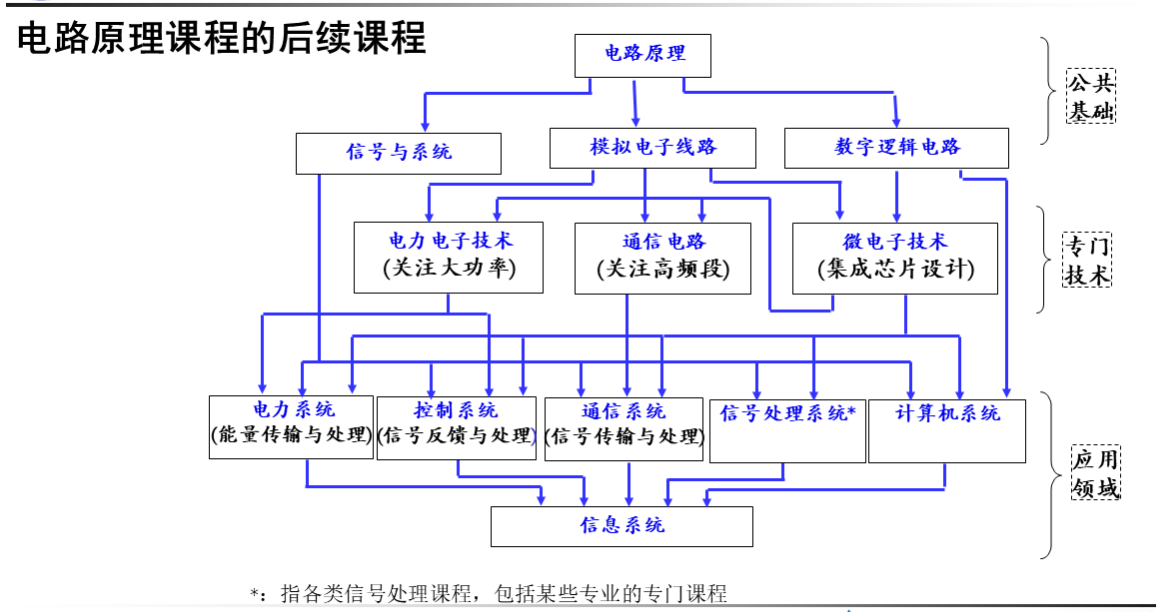 电路原理课程的后续课程
电路原理
公共
基础
信号与系统
模拟电子线路
数字逻辑电路
电力电子技术
(关注大功率)
通信电路
(关注高频段)
微电子技术
(集成芯片设计)
专门
技术
电力系统
(能量传输与处理)
控制系统
(信号反馈与处理)
通信系统
(信号传输与处理)
信号处理系统*
计算机系统
应用
领域
信息系统
*：指各类信号处理课程，包括某些专业的专门课程